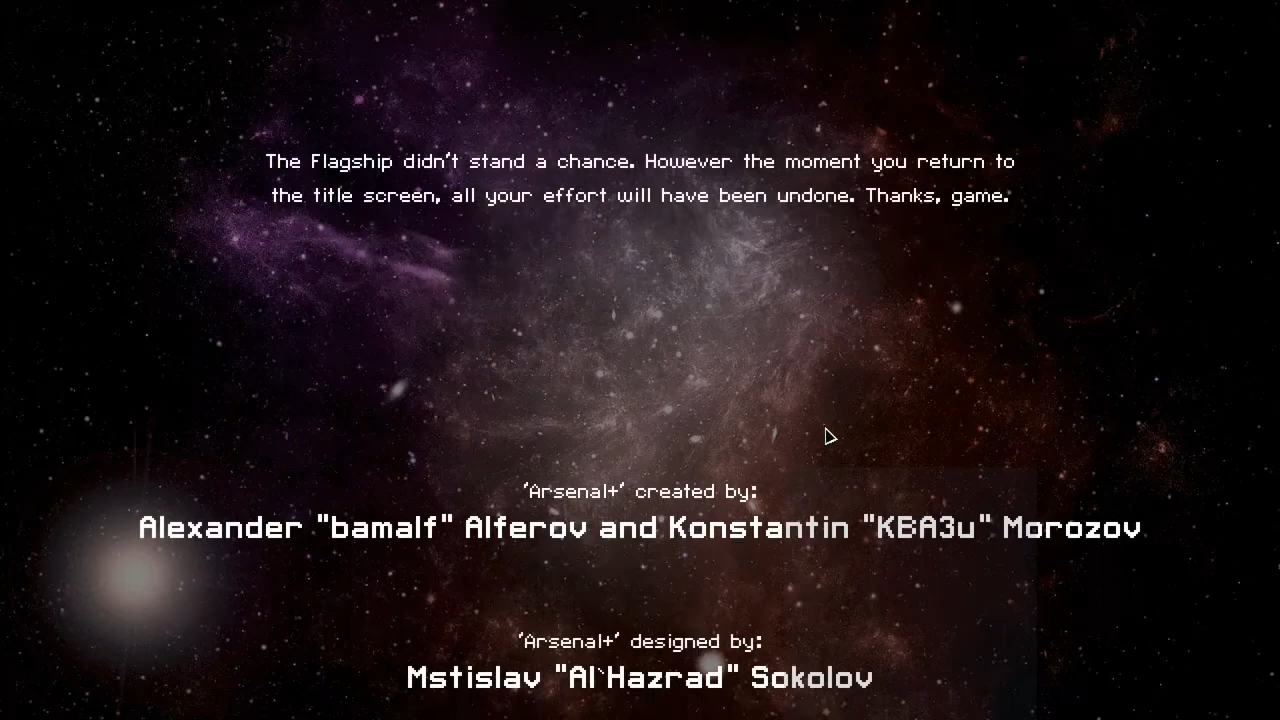 The Flagship didn't stand a chance. However the moment you return to
the title screen, all your effort will have been undone. Thanks, game.
'Arsenal+' created by:
Alexander "bamalf" Alferov and Konstantin "KBA3u" Morozov
'Arsenal+' designed by:
Mstislav "Al`Hazrad" Sokolov